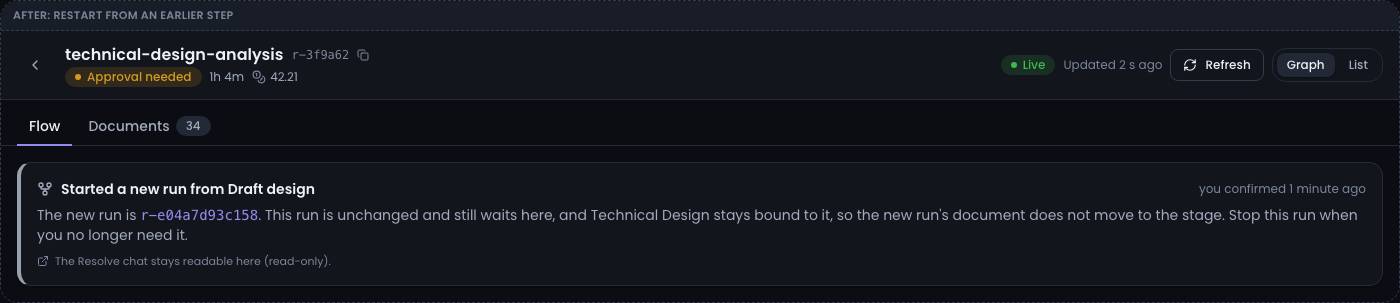 AFTER: RESTART FROM AN EARLIER STEP
technical-design-analysis r-3f9a62
Approval needed 1h 4m 42.21
Live Updated 2 s ago Refresh Graph List
Flow Documents 34
Started a new run from Draft design you confirmed 1 minute ago
The new run is r-e04a7d93c158. This run is unchanged and still waits here, and Technical Design stays bound to it, so the new run's document does not move to the stage. Stop this run when
you no longer need it.
The Resolve chat stays readable here (read-only).